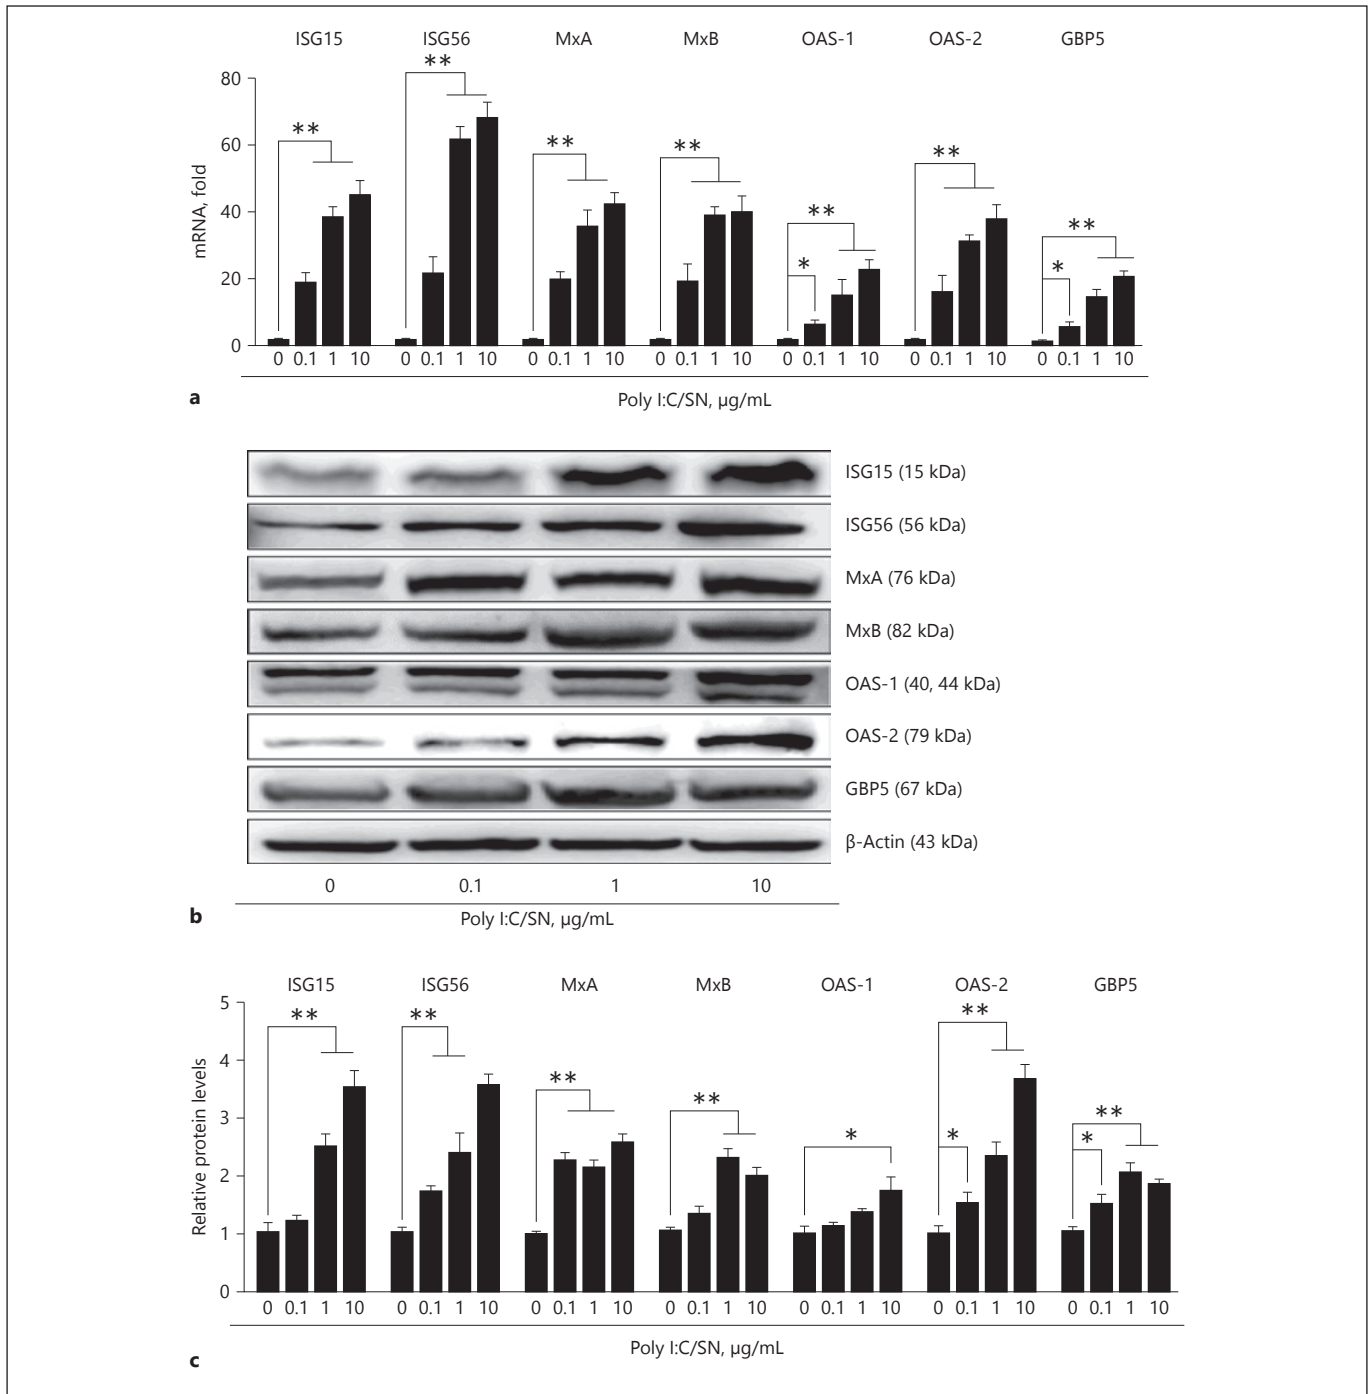 ISG15 ISG56 MxA MxB OAS-1 OAS-2 GBP5
** ** ** ** ** ** **
* *
80
60
40
20
0
mRNA, fold
0 0.1 1 10 0 0.1 1 10 0 0.1 1 10 0 0.1 1 10 0 0.1 1 10 0 0.1 1 10 0 0.1 1 10
Poly I:C/SN, µg/mL
a
ISG15 (15 kDa)
ISG56 (56 kDa)
MxA (76 kDa)
MxB (82 kDa)
OAS-1 (40, 44 kDa)
OAS-2 (79 kDa)
GBP5 (67 kDa)
β-Actin (43 kDa)
0 0.1 1 10
Poly I:C/SN, µg/mL
b
ISG15 ISG56 MxA MxB OAS-1 OAS-2 GBP5
** ** ** ** * ** **
* *
5
4
3
2
1
0
Relative protein levels
0 0.1 1 10 0 0.1 1 10 0 0.1 1 10 0 0.1 1 10 0 0.1 1 10 0 0.1 1 10 0 0.1 1 10
Poly I:C/SN, µg/mL
c